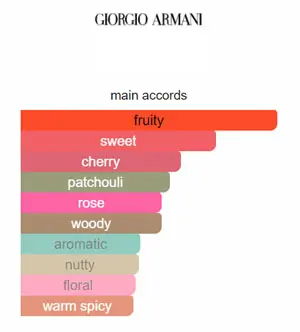 GIORGIO ARMANI
main accords
fruity
sweet
cherry
patchouli
rose
woody
aromatic
nutty
floral
warm spicy